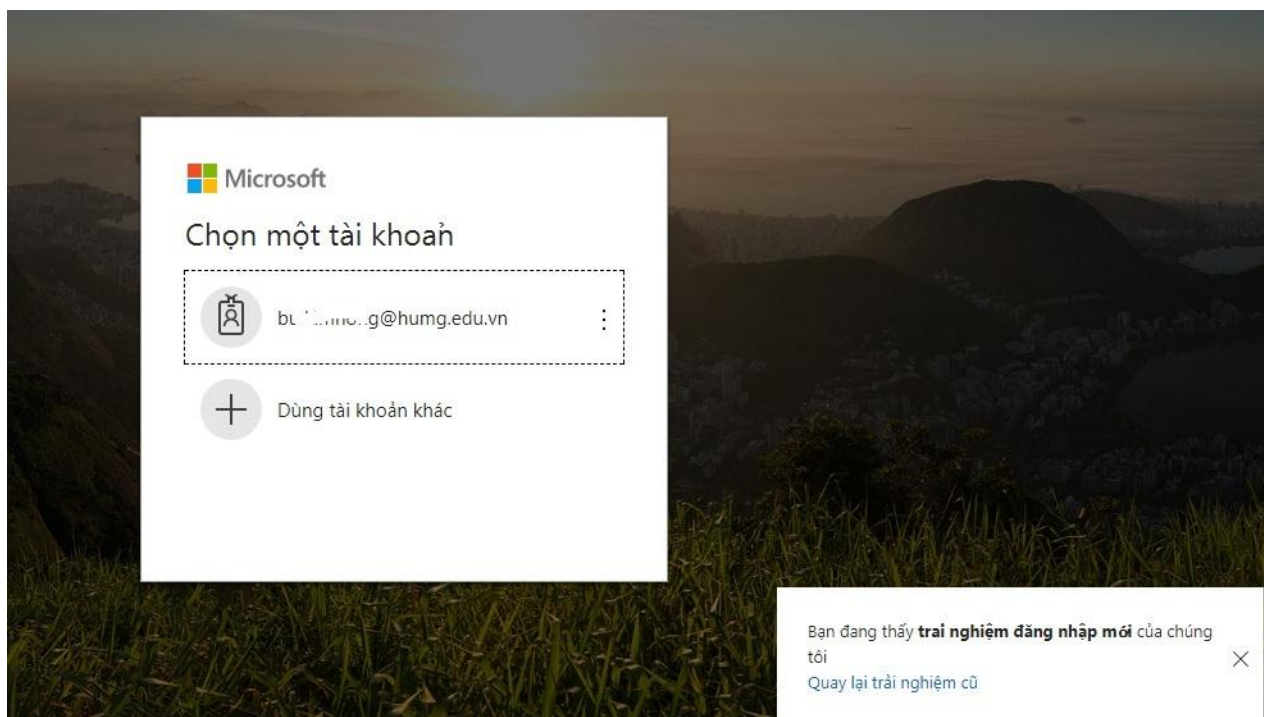 Microsoft
Chọn một tài khoản
g@humg.edu.vn
Dùng tài khoản khác
Bạn đang thấy trải nghiệm đăng nhập mới của chúng
tôi
Quay lại trải nghiệm cũ